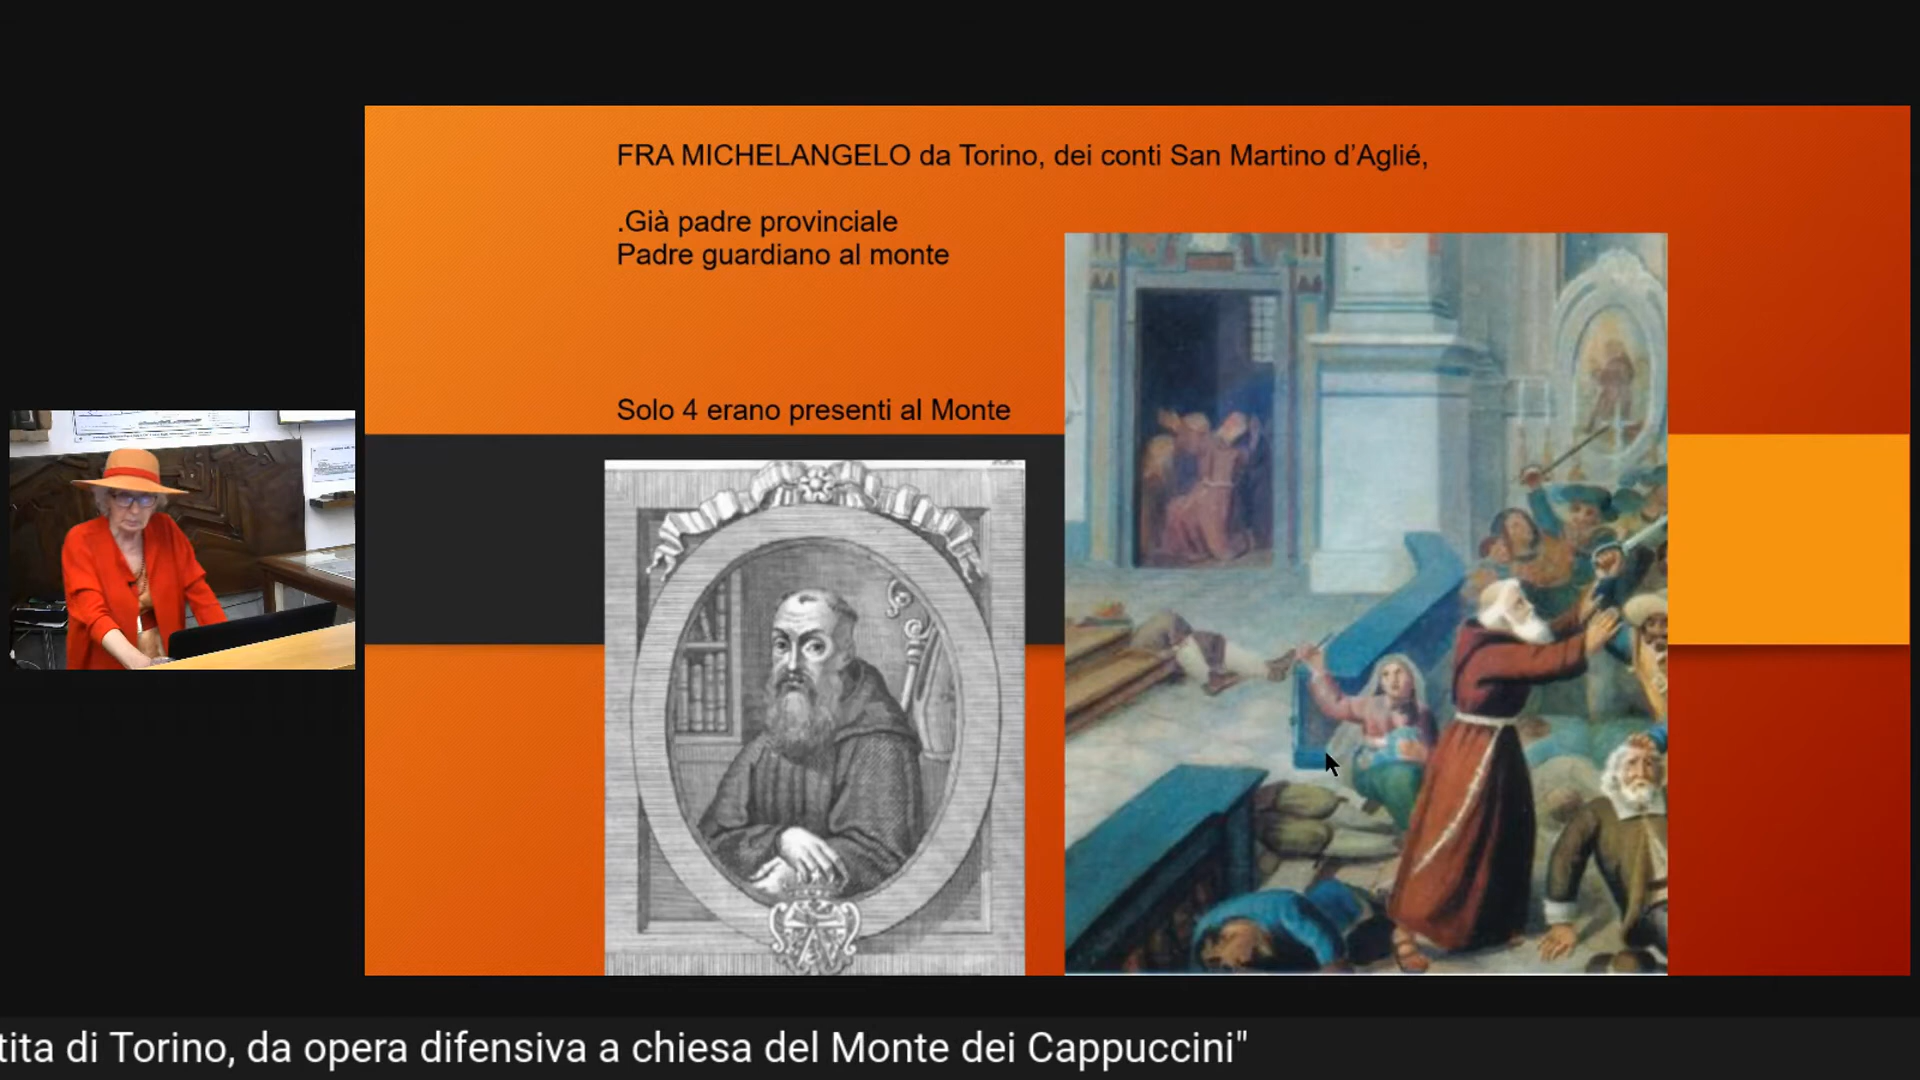 FRA MICHELANGELO da Torino, dei conti San Martino d’Aglié,
.Già padre provinciale
Padre guardiano al monte
Solo 4 erano presenti al Monte
tita di Torino, da opera difensiva a chiesa del Monte dei Cappuccini"